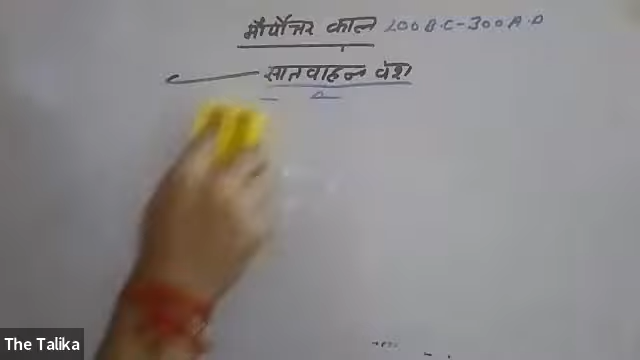 मौर्योत्तर काल 200 B.C-300 A.D
सातवाहन वंश
The Talika